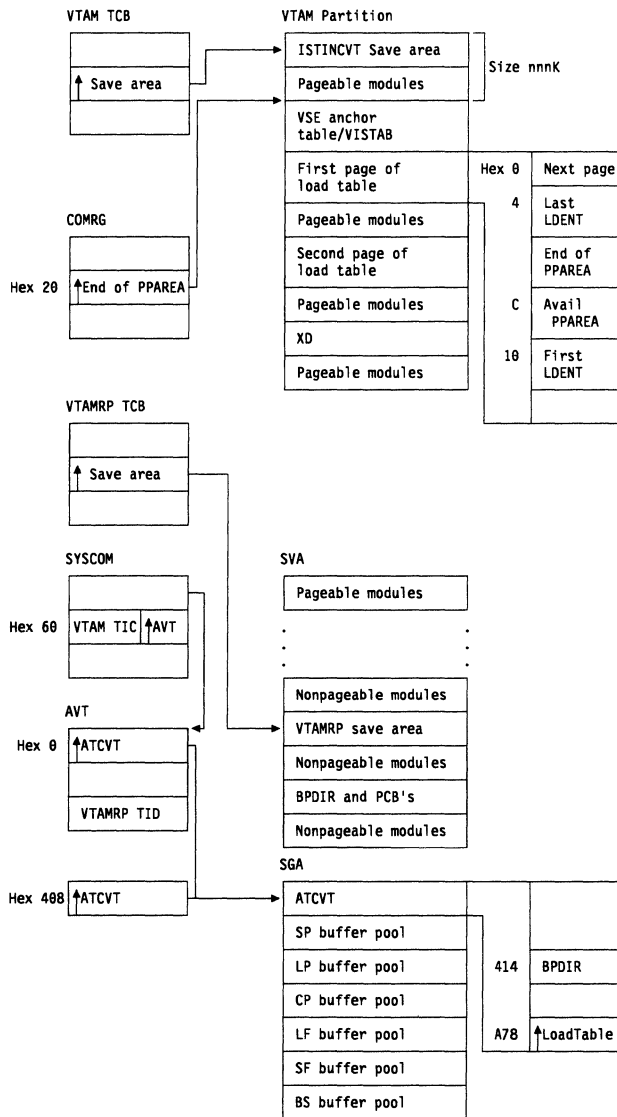 VTAM TCB
VTAM Partition
ISTINCVT Save area
Save area
Size nnnK
Pageable modules
VSE anchor
table/VISTAB
First page of
load table
Hex 0
Next page
4
Last
LDENT
Pageable modules
COMRG
Second page of
load table
End of
PPAREA
Hex 20
End of PPAREA
Pageable modules
C
Avail
PPAREA
XD
10
First
LDENT
Pageable modules
VTAMRP TCB
Save area
SYSCOM
SVA
Pageable modules
Hex 60
VTAM TIC
AVT
Nonpageable modules
AVT
VTAMRP save area
Hex 0
ATCVT
Nonpageable modules
VTAMRP TID
BPDIR and PCB's
Nonpageable modules
SGA
Hex 408
ATCVT
ATCVT
SP buffer pool
LP buffer pool
414
BPDIR
CP buffer pool
LF buffer pool
A78
LoadTable
SF buffer pool
BS buffer pool